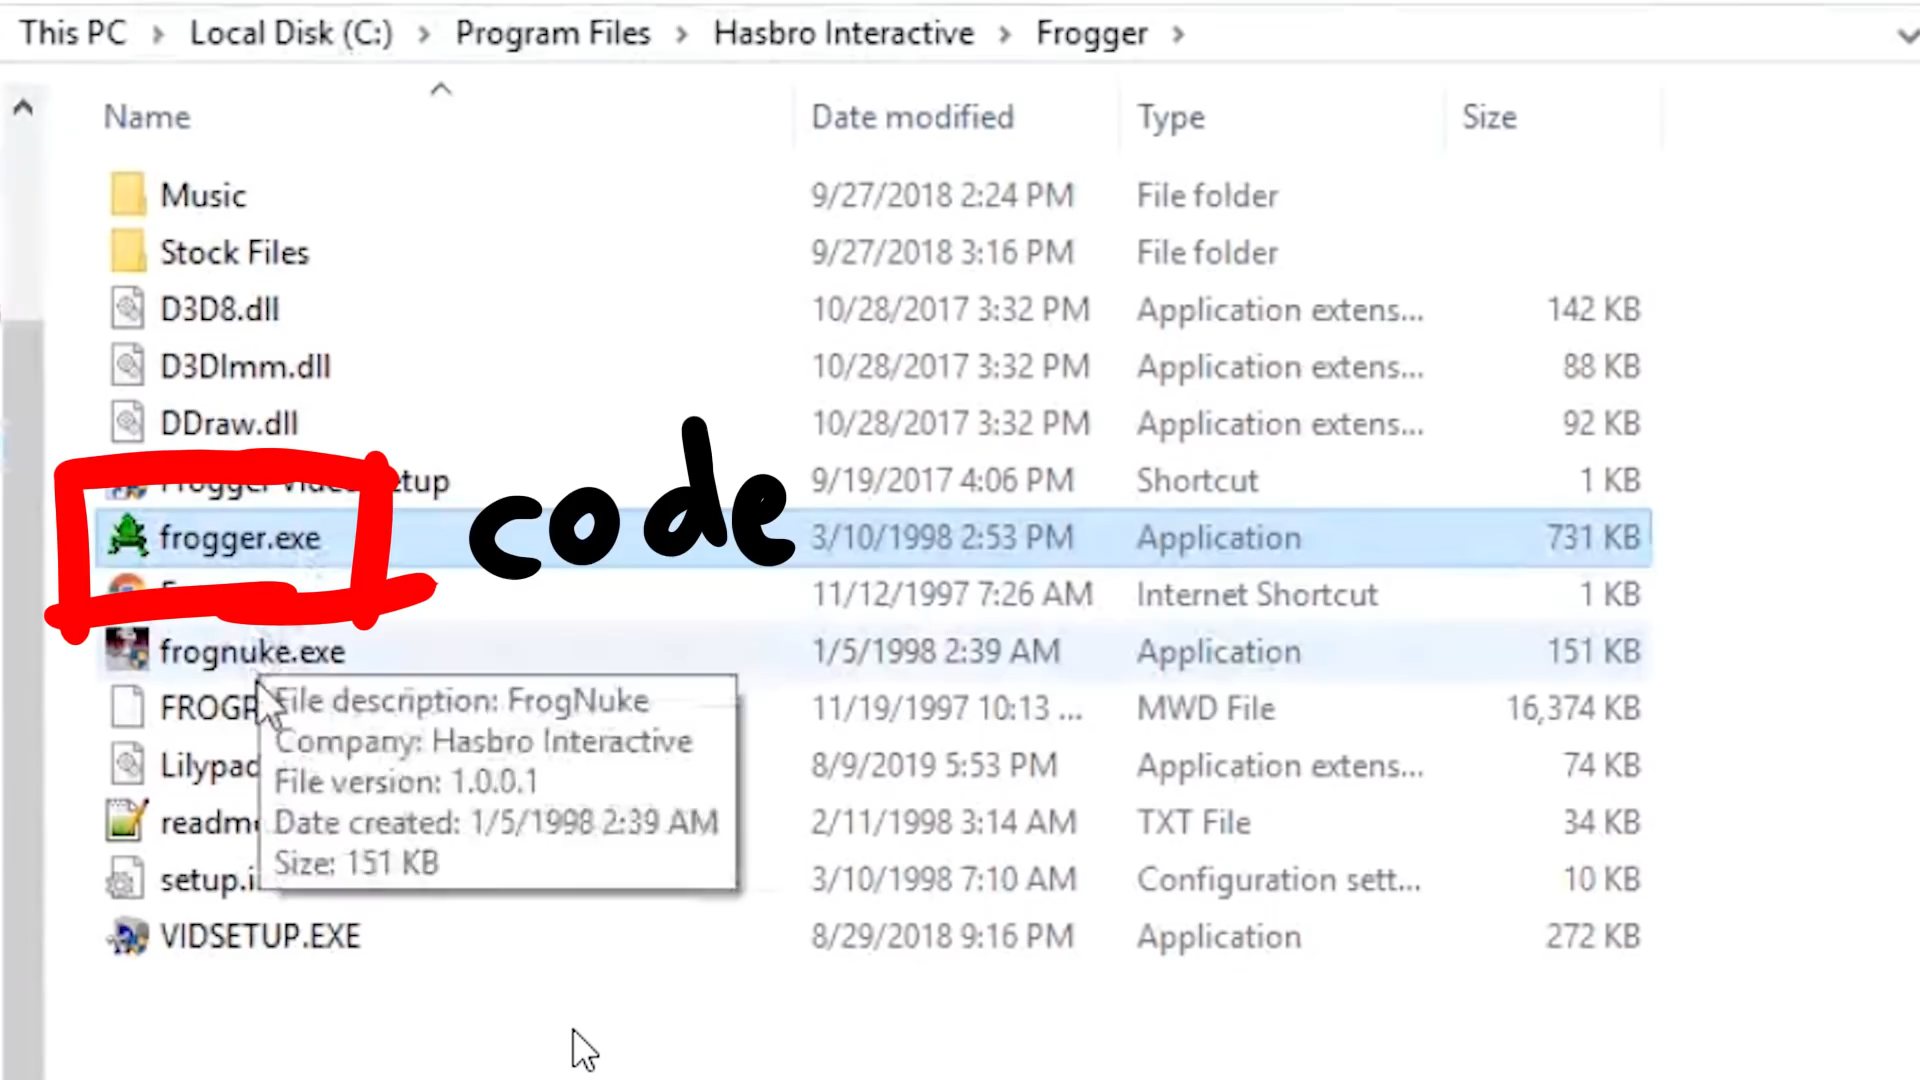 This PC > Local Disk (C:) > Program Files > Hasbro Interactive > Frogger >
Name Date modified Type Size
Music 9/27/2018 2:24 PM File folder
Stock Files 9/27/2018 3:16 PM File folder
D3D8.dll 10/28/2017 3:32 PM Application extens... 142 KB
D3DImm.dll 10/28/2017 3:32 PM Application extens... 88 KB
DDraw.dll 10/28/2017 3:32 PM Application extens... 92 KB
Frogger etup 9/19/2017 4:06 PM Shortcut 1 KB
frogger.exe code 3/10/1998 2:53 PM Application 731 KB
11/12/1997 7:26 AM Internet Shortcut 1 KB
frognuke.exe 1/5/1998 2:39 AM Application 151 KB
FROGP 11/19/1997 10:13 ... MWD File 16,374 KB
File description: FrogNuke
Company: Hasbro Interactive
File version: 1.0.0.1
Date created: 1/5/1998 2:39 AM
Size: 151 KB
Lilypad 8/9/2019 5:53 PM Application extens... 74 KB
readm 2/11/1998 3:14 AM TXT File 34 KB
setup.i 3/10/1998 7:10 AM Configuration sett... 10 KB
VIDSETUP.EXE 8/29/2018 9:16 PM Application 272 KB